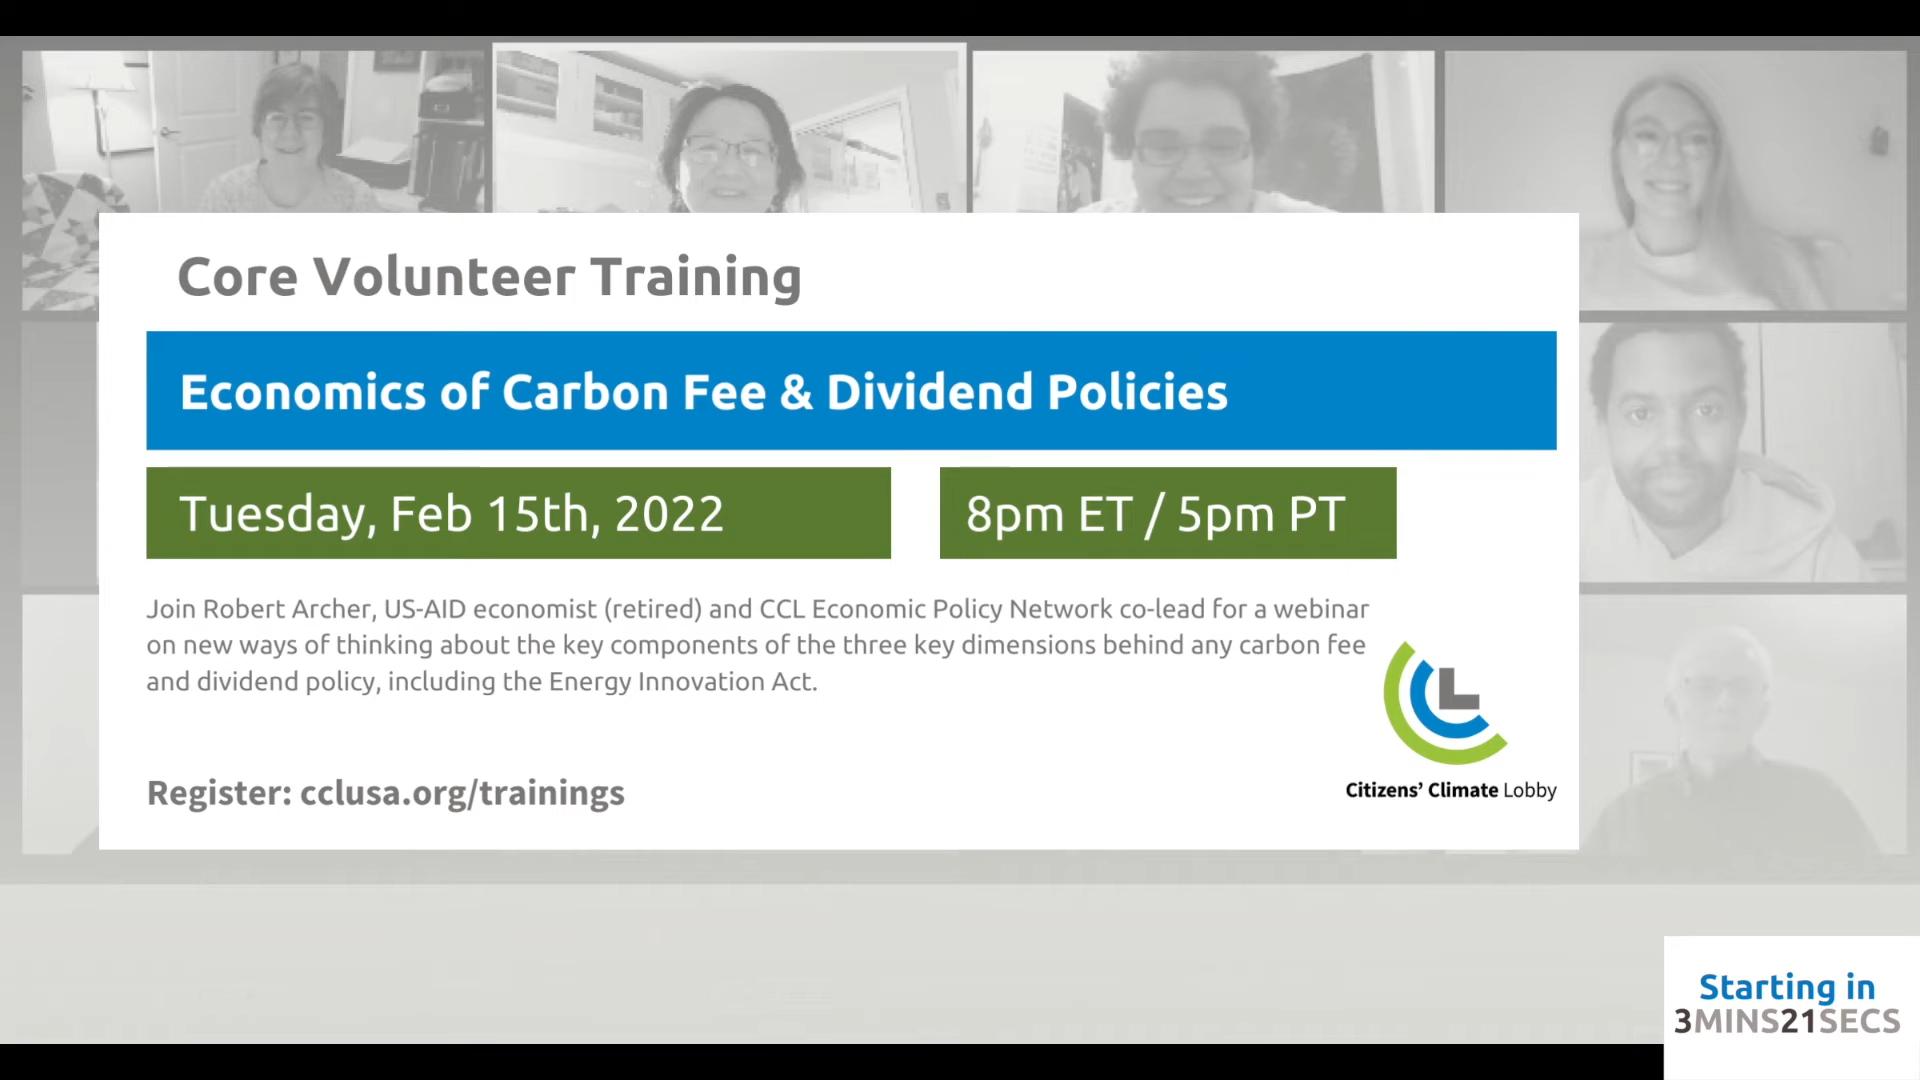 Core Volunteer Training
Economics of Carbon Fee & Dividend Policies
Tuesday, Feb 15th, 2022
8pm ET / 5pm PT
Join Robert Archer, US-AID economist (retired) and CCL Economic Policy Network co-lead for a webinar
on new ways of thinking about the key components of the three key dimensions behind any carbon fee
and dividend policy, including the Energy Innovation Act.
Register: cclusa.org/trainings
Citizens’ Climate Lobby
Starting in
3MINS21SECS